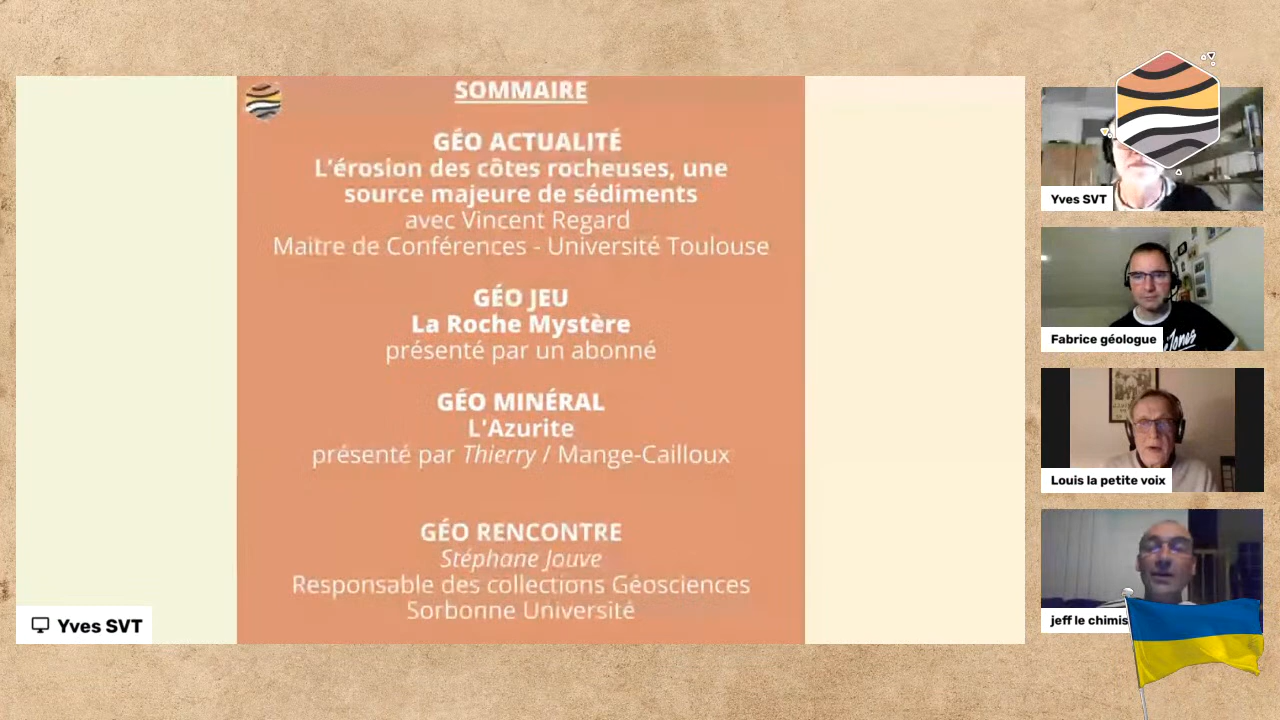 SOMMAIRE
GÉO ACTUALITÉ
L'érosion des côtes rocheuses, une
source majeure de sédiments
avec Vincent Regard
Maitre de Conférences - Université Toulouse
GÉO JEU
La Roche Mystère
présenté par un abonné
GÉO MINÉRAL
L'Azurite
présenté par Thierry / Mange-Cailloux
GÉO RENCONTRE
Stéphane Jouve
Responsable des collections Géosciences
Sorbonne Université
Yves SVT
Yves SVT
Fabrice géologue
Jones
Louis la petite voix
jeff le chimis